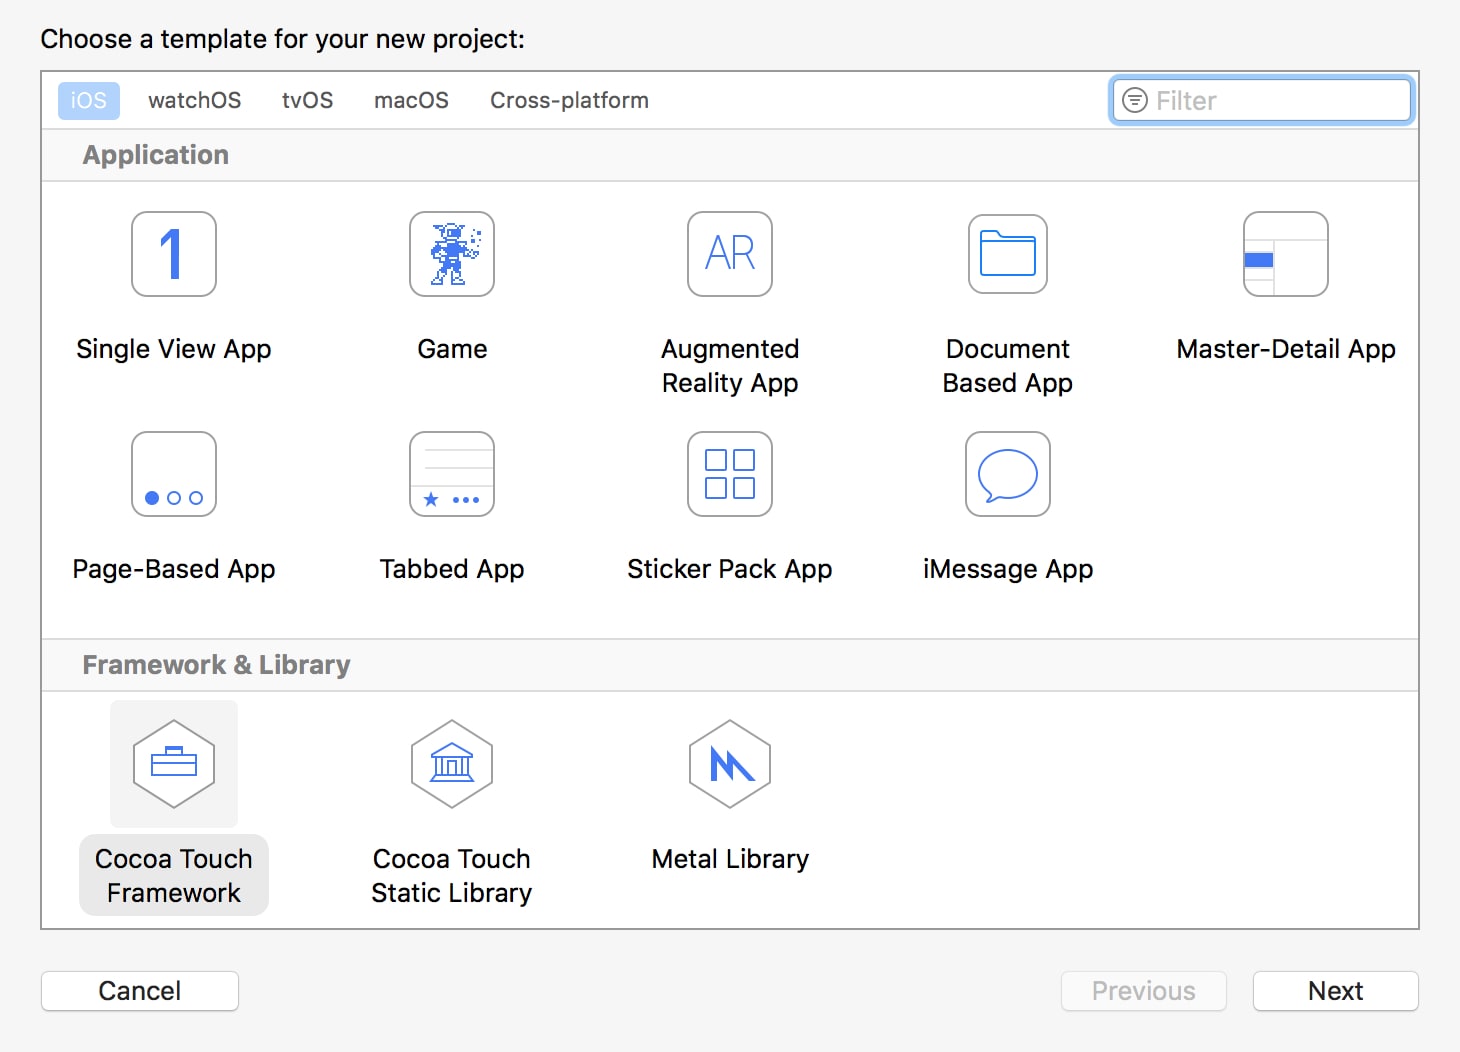 Choose a template for your new project:
iOS watchOS tvOS macOS Cross-platform Filter
Application
1 AR
Single View App Game Augmented Reality App Document Based App Master-Detail App
Page-Based App Tabbed App Sticker Pack App iMessage App
Framework & Library
Cocoa Touch Framework Cocoa Touch Static Library Metal Library
Cancel Previous Next